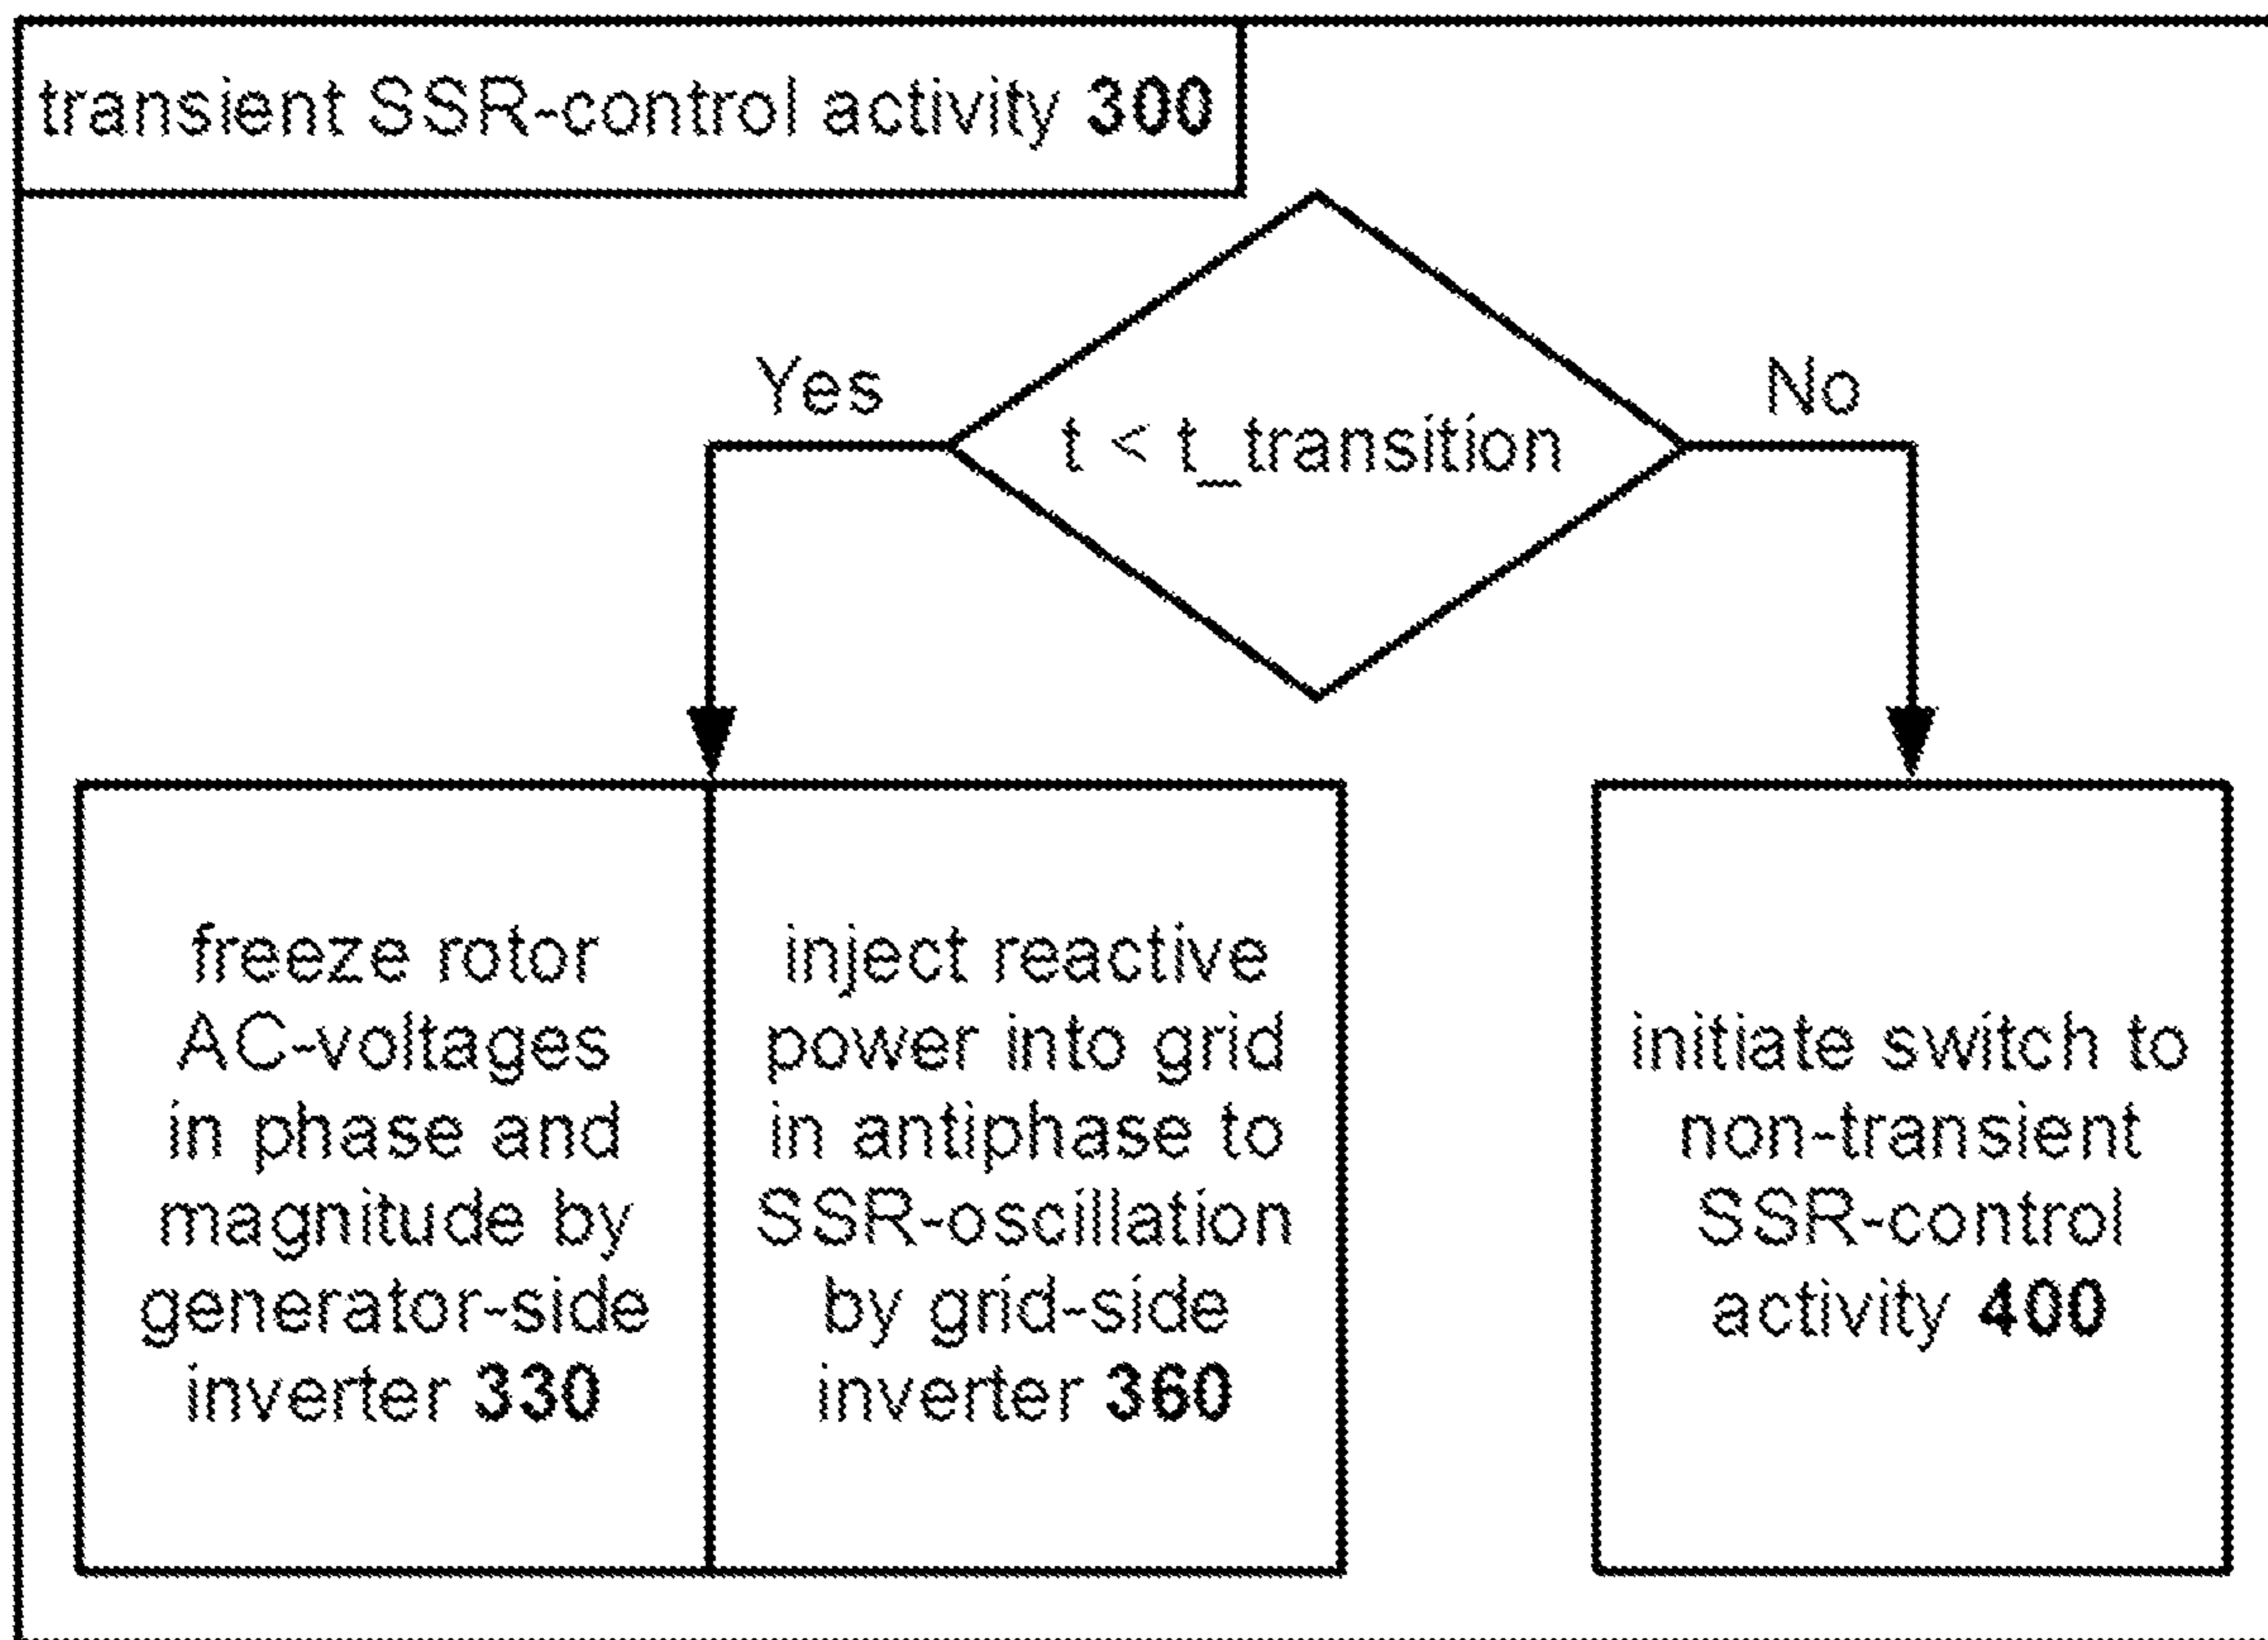 transient SSR-control activity 300
Yes
No
t < t_transition
freeze rotor
AC-voltages
in phase and
magnitude by
generator-side
inverter 330
inject reactive
power into grid
in antiphase to
SSR-oscillation
by grid-side
inverter 360
initiate switch to
non-transient
SSR-control
activity 400